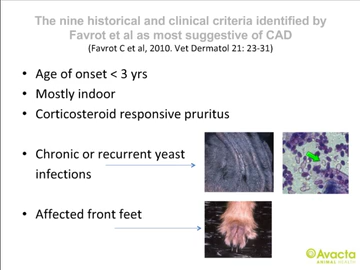 The nine historical and clinical criteria identified by
Favrot et al as most suggestive of CAD
(Favrot C et al, 2010. Vet Dermatol 21: 23-31)
• Age of onset < 3 yrs
• Mostly indoor
• Corticosteroid responsive pruritus
• Chronic or recurrent yeast
infections
• Affected front feet
Avacta
ANIMAL HEALTH